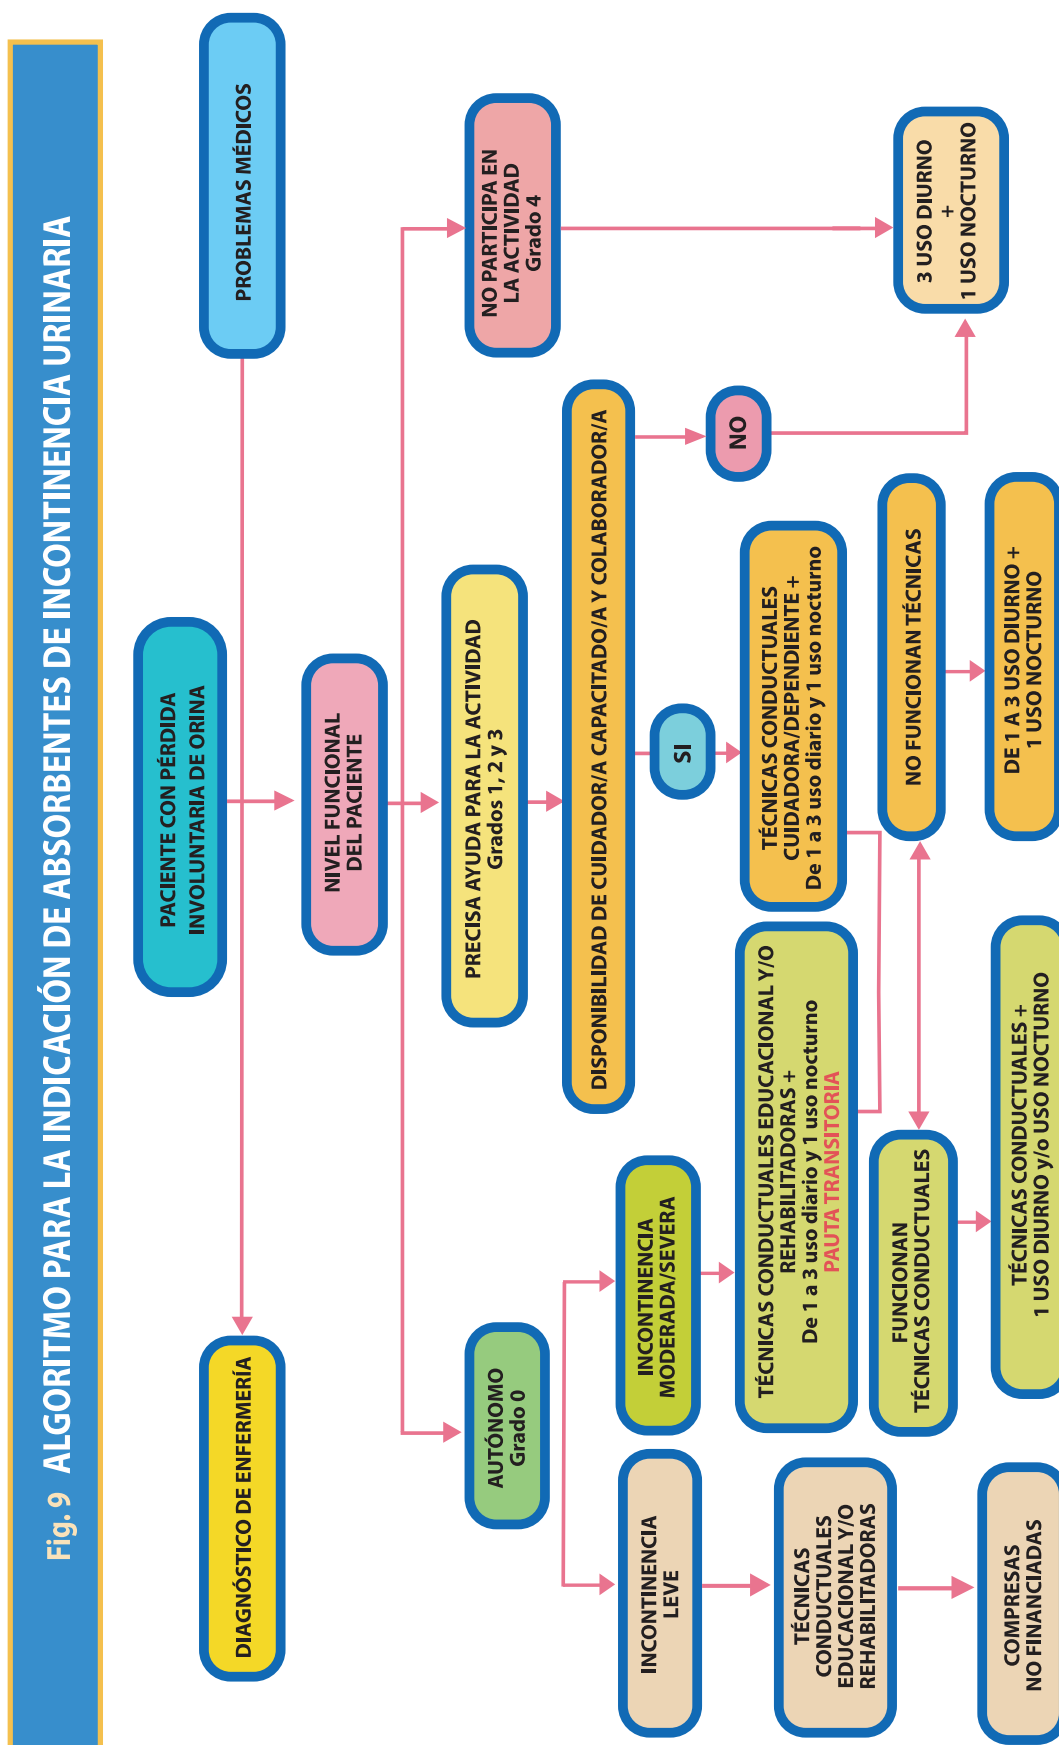 Fig. 9 ALGORITMO PARA LA INDICACIÓN DE ABSORBENTES DE INCONTINENCIA URINARIA
PACIENTE CON PÉRDIDA
INVOLUNTARIA DE ORINA
DIAGNÓSTICO DE ENFERMERÍA
PROBLEMAS MÉDICOS
NIVEL FUNCIONAL
DEL PACIENTE
AUTÓNOMO
Grado 0
PRECISA AYUDA PARA LA ACTIVIDAD
Grados 1, 2 y 3
NO PARTICIPA EN
LA ACTIVIDAD
Grado 4
DISPONIBILIDAD DE CUIDADOR/A CAPACITADO/A Y COLABORADOR/A
INCONTINENCIA
LEVE
INCONTINENCIA
MODERADA/SEVERA
SI
NO
TÉCNICAS
CONDUCTUALES
EDUCACIONAL Y/O
REHABILITADORAS
TÉCNICAS CONDUCTUALES EDUCACIONAL Y/O
REHABILITADORAS +
De 1 a 3 uso diario y 1 uso nocturno
PAUTA TRANSITORIA
TÉCNICAS CONDUCTUALES
CUIDADORA/DEPENDIENTE +
De 1 a 3 uso diario y 1 uso nocturno
3 USO DIURNO
+
1 USO NOCTURNO
FUNCIONAN
TÉCNICAS CONDUCTUALES
NO FUNCIONAN TÉCNICAS
COMPRESAS
NO FINANCIADAS
TÉCNICAS CONDUCTUALES +
1 USO DIURNO y/o USO NOCTURNO
DE 1 A 3 USO DIURNO +
1 USO NOCTURNO